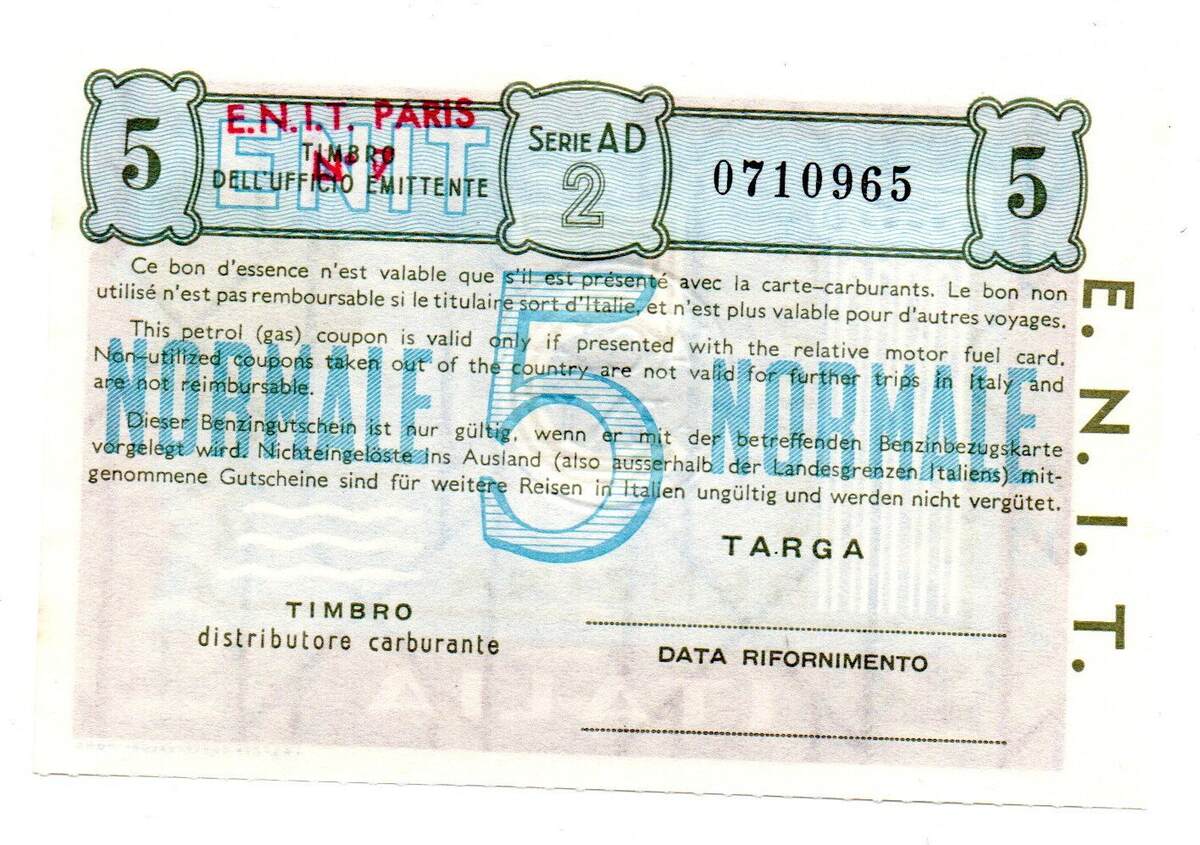 5
E.N.I.T. PARIS
N° 7
ENIT
TIMBRO
DELL'UFFICIO EMITTENTE
SERIE AD
2
0710965
5
Ce bon d'essence n'est valable que s'il est présenté avec la carte-carburants. Le bon non
utilisé n'est pas remboursable si le titulaire sort d'Italie, et n'est plus valable pour d'autres voyages.
This petrol (gas) coupon is valid only if presented with the relative motor fuel card.
Non-utilized coupons taken out of the country are not valid for further trips in Italy and
are not reimbursable.
NORMALE 5 NORMALE
Dieser Benzingutschein ist nur gültig, wenn er mit der betreffenden Benzinbezugskarte
vorgelegt wird. Nichteingelöste ins Ausland (also ausserhalb der Landesgrenzen Italiens) mit-
genommene Gutscheine sind für weitere Reisen in Italien ungültig und werden nicht vergütet.
TARGA
TIMBRO
distributore carburante
DATA RIFORNIMENTO
E.N.I.T.
ITALIA